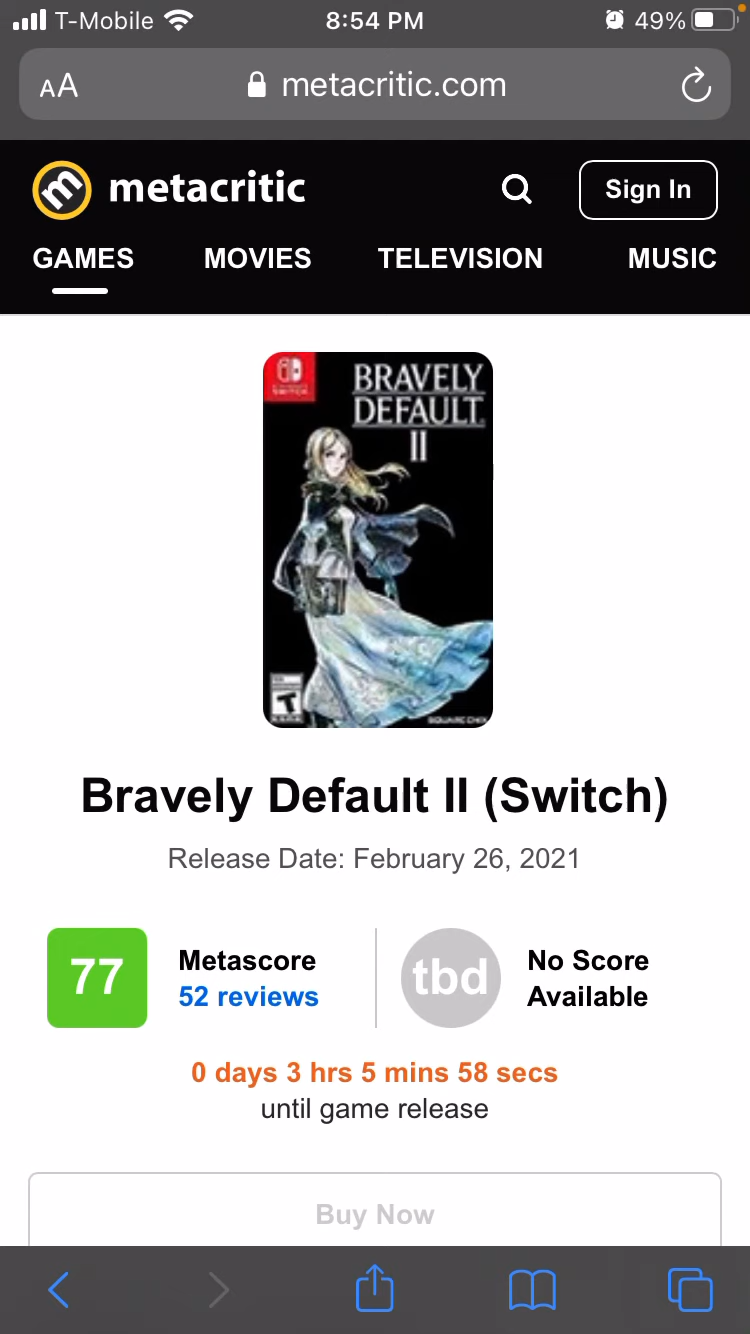 T-Mobile 8:54 PM 49%
AA metacritic.com
m metacritic Sign In
GAMES MOVIES TELEVISION MUSIC
BRAVELY
DEFAULT
II
T
SQUARE ENIX
Bravely Default II (Switch)
Release Date: February 26, 2021
77 Metascore
52 reviews
tbd No Score
Available
0 days 3 hrs 5 mins 58 secs
until game release
Buy Now